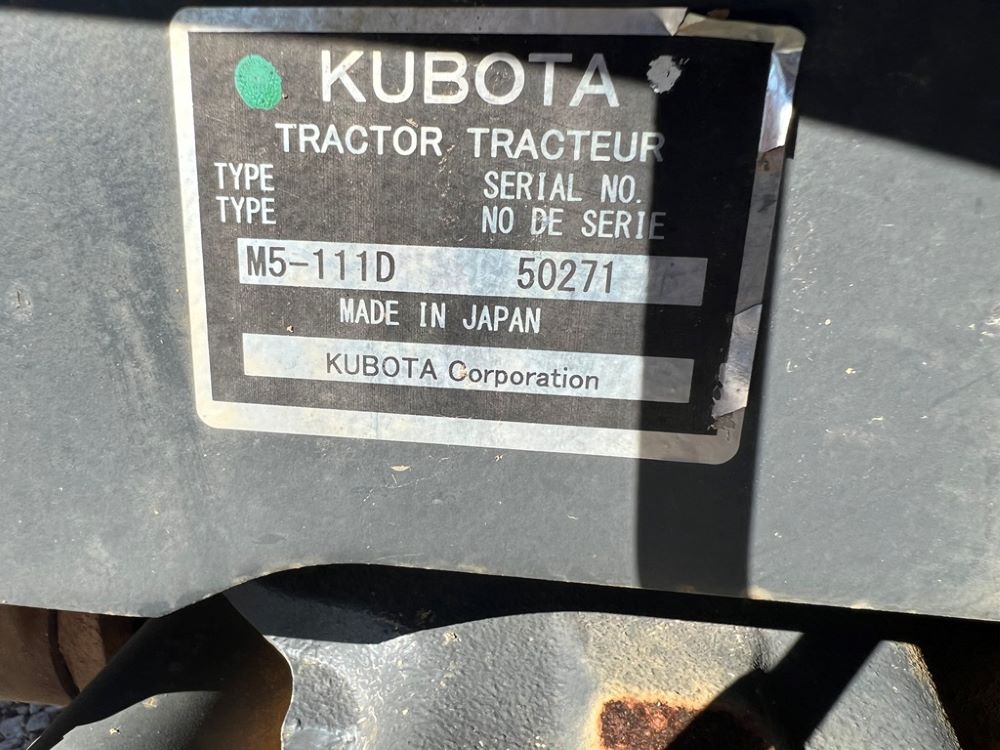 KUBOTA
TRACTOR TRACTEUR
TYPE SERIAL NO.
TYPE NO DE SERIE
M5-111D 50271
MADE IN JAPAN
KUBOTA Corporation